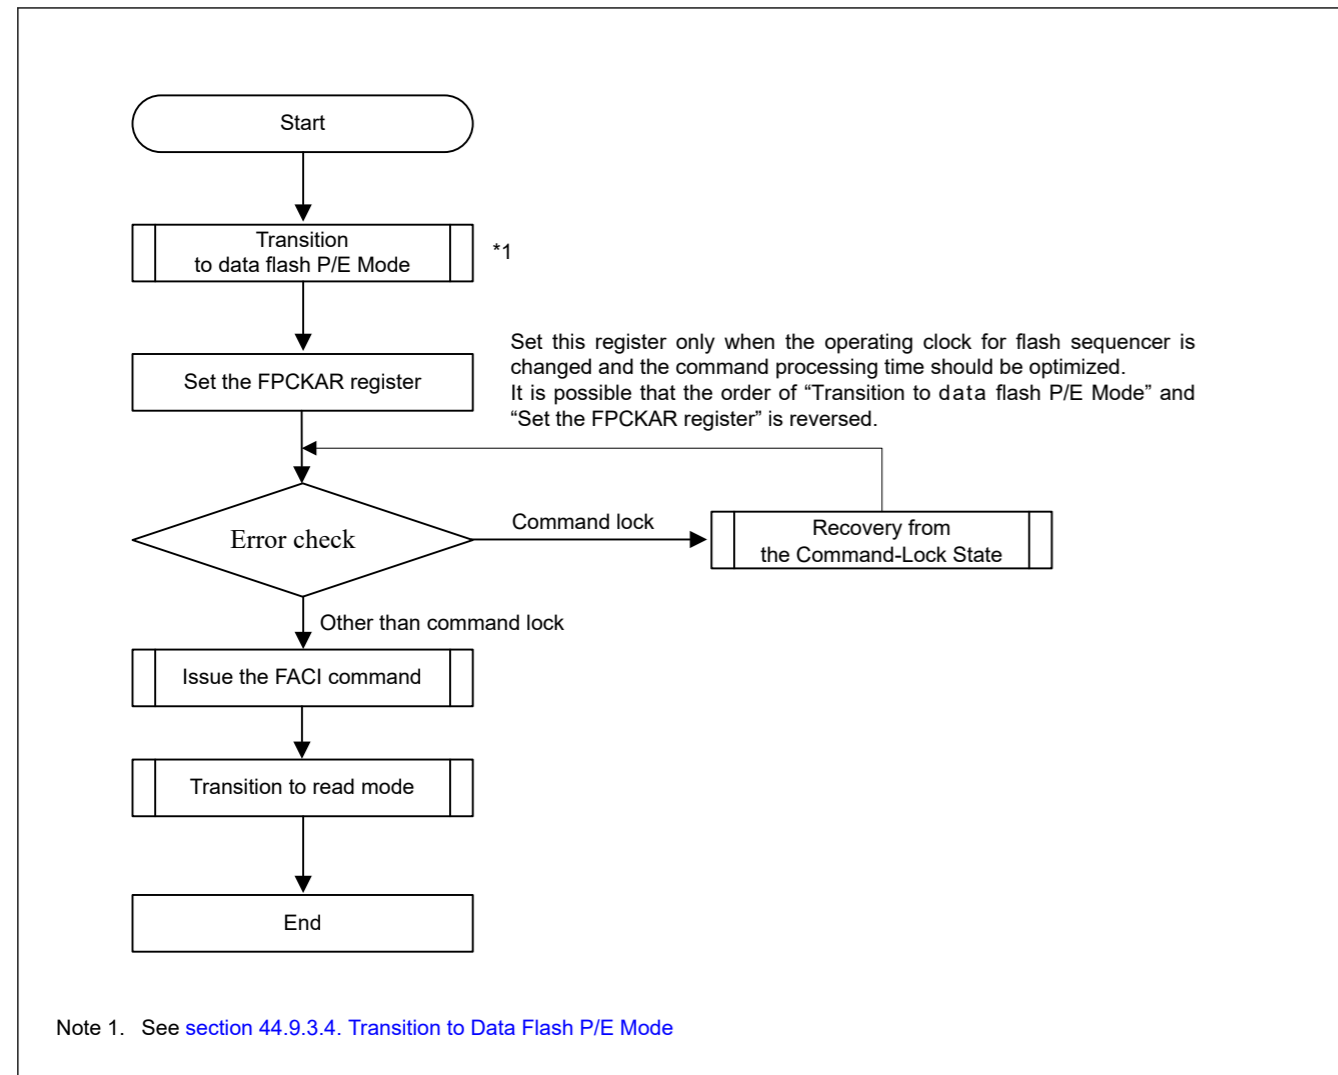 Start
Transition
to data flash P/E Mode
*1
Set this register only when the operating clock for flash sequencer is
changed and the command processing time should be optimized.
It is possible that the order of “Transition to data flash P/E Mode” and
“Set the FPCKAR register” is reversed.
Set the FPCKAR register
Error check
Command lock
Recovery from
the Command-Lock State
Other than command lock
Issue the FACI command
Transition to read mode
End
Note 1. See section 44.9.3.4. Transition to Data Flash P/E Mode